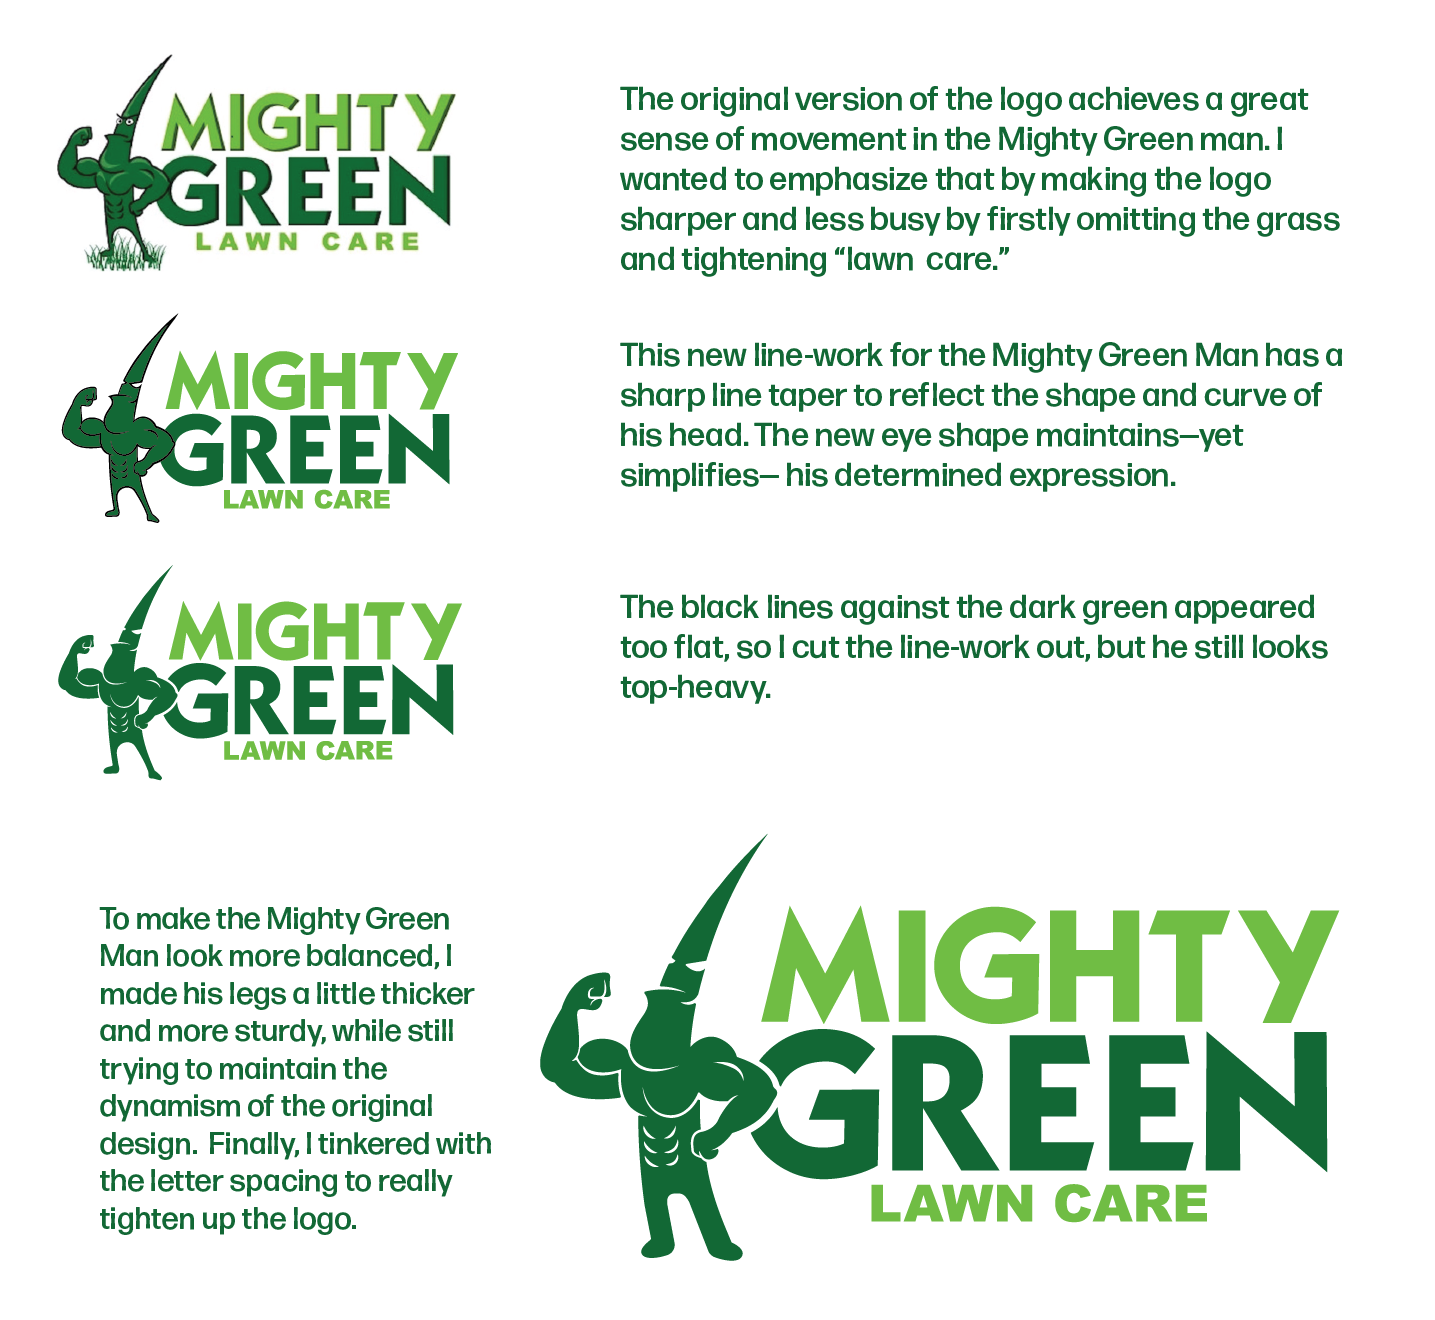 MIGHTY
GREEN
LAWN CARE
The original version of the logo achieves a great
sense of movement in the Mighty Green man. I
wanted to emphasize that by making the logo
sharper and less busy by firstly omitting the grass
and tightening “lawn  care.”
MIGHTY
GREEN
LAWN CARE
This new line-work for the Mighty Green Man has a
sharp line taper to reflect the shape and curve of
his head. The new eye shape maintains—yet
simplifies— his determined expression.
MIGHTY
GREEN
LAWN CARE
The black lines against the dark green appeared
too flat, so I cut the line-work out, but he still looks
top-heavy.
To make the Mighty Green
Man look more balanced, I
made his legs a little thicker
and more sturdy, while still
trying to maintain the
dynamism of the original
design.  Finally, I tinkered with
the letter spacing to really
tighten up the logo.
MIGHTY
GREEN
LAWN CARE